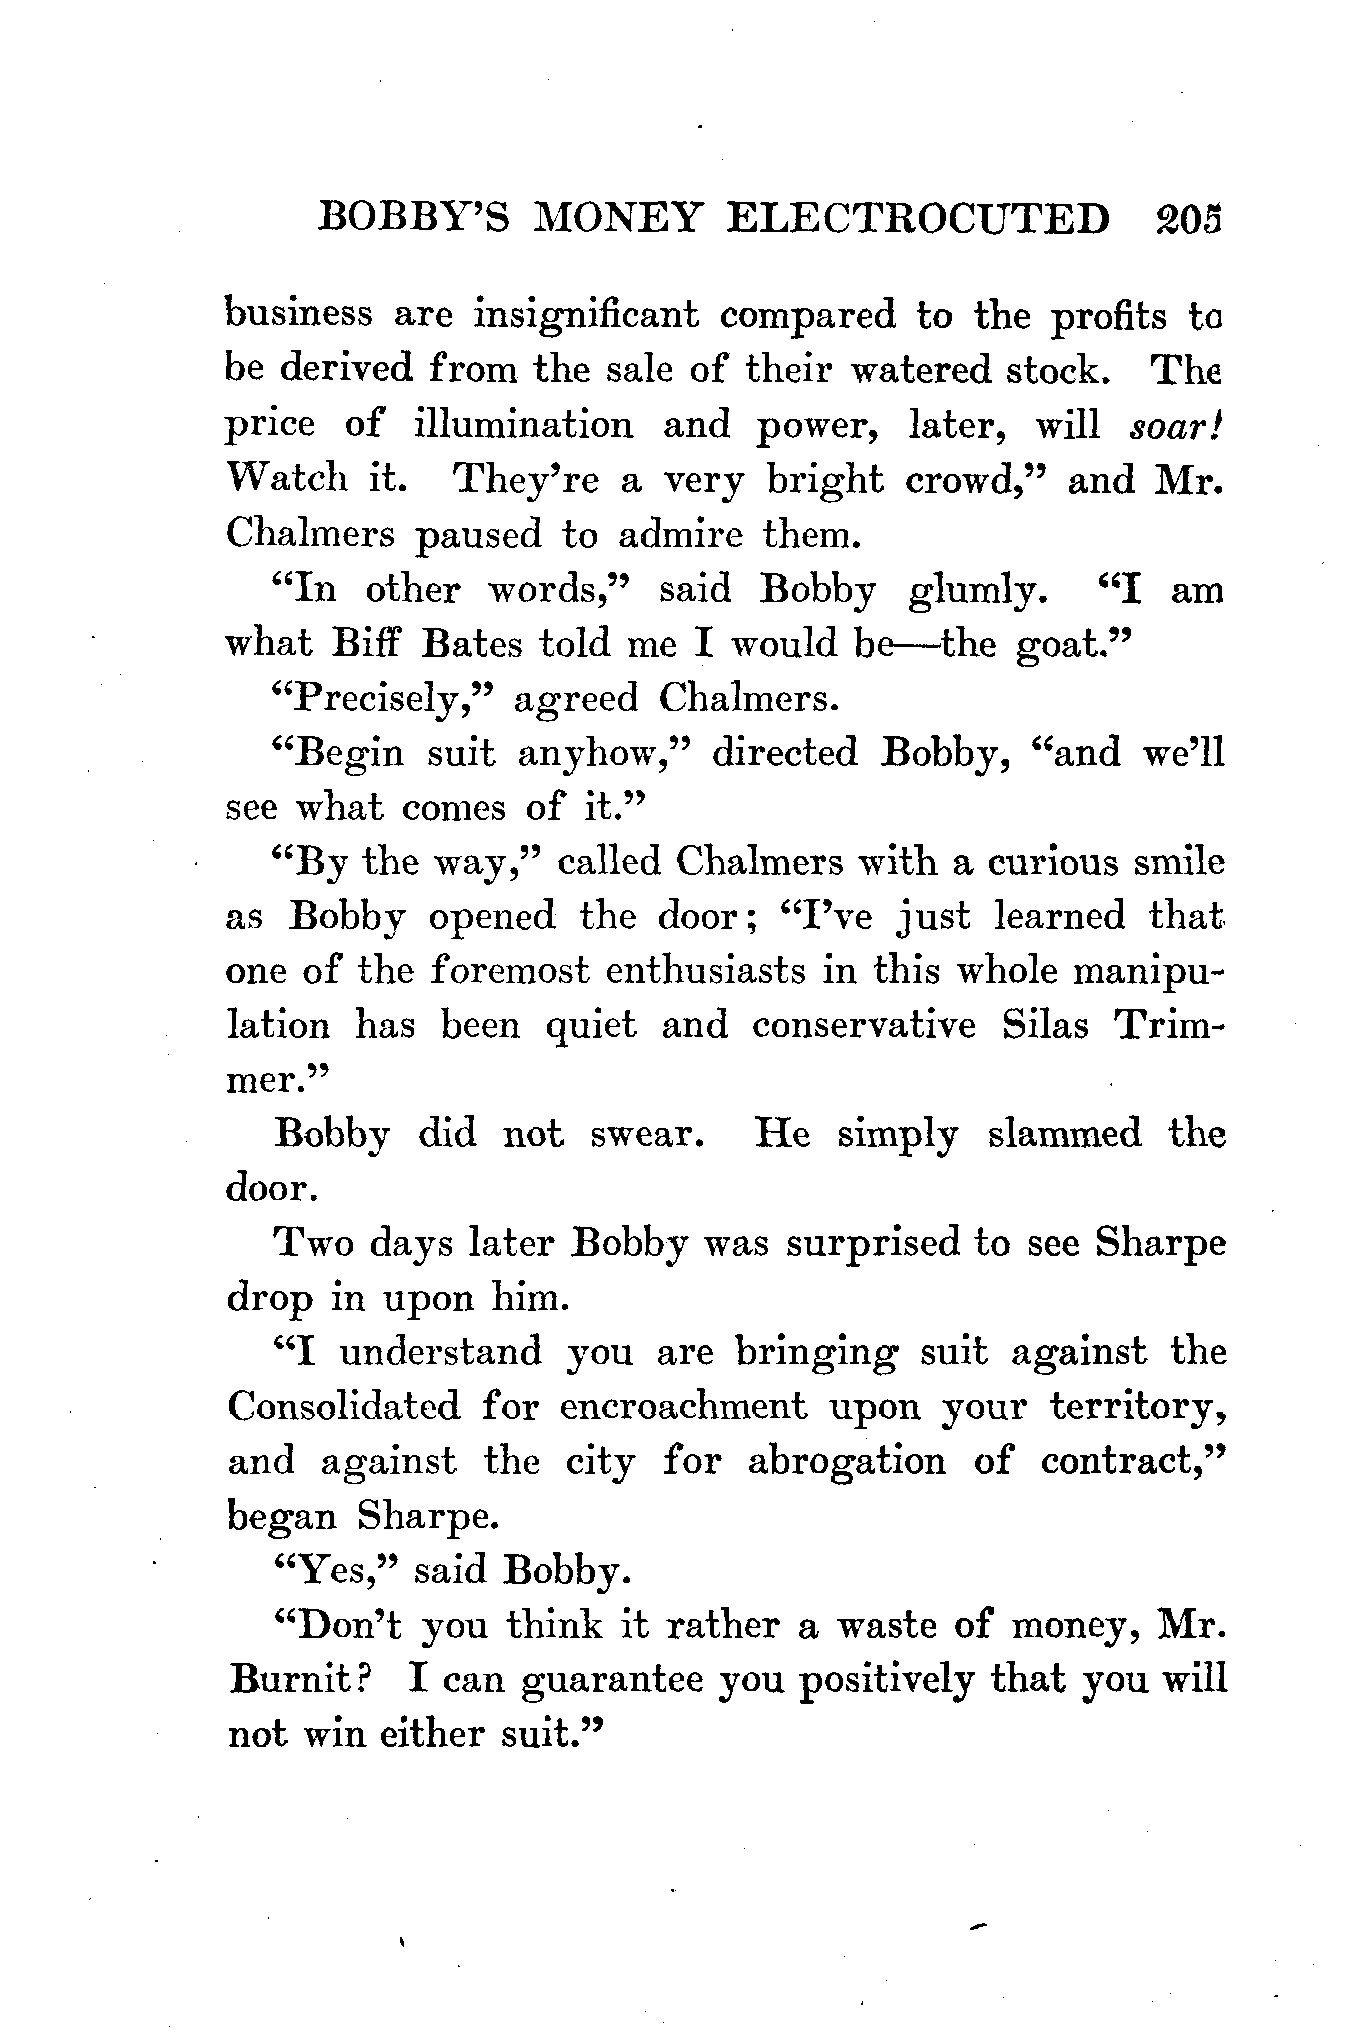 BOBBY'S MONEY ELECTROCUTED 205
business are insignificant compared to the profits to
be derived from the sale of their watered stock. The
price of illumination and power, later, will soar!
Watch it. They're a very bright crowd,” and Mr.
Chalmers paused to admire them.
“In other words,” said Bobby glumly. “I am
what Biff Bates told me I would be—the goat.”
“Precisely,” agreed Chalmers.
“Begin suit anyhow,” directed Bobby, “and we'll
see what comes of it.”
“By the way,” called Chalmers with a curious smile
as Bobby opened the door; “I've just learned that
one of the foremost enthusiasts in this whole manipu-
lation has been quiet and conservative Silas Trim-
mer.”
Bobby did not swear. He simply slammed the
door.
Two days later Bobby was surprised to see Sharpe
drop in upon him.
“I understand you are bringing suit against the
Consolidated for encroachment upon your territory,
and against the city for abrogation of contract,”
began Sharpe.
“Yes,” said Bobby.
“Don't you think it rather a waste of money, Mr.
Burnit? I can guarantee you positively that you will
not win either suit.”